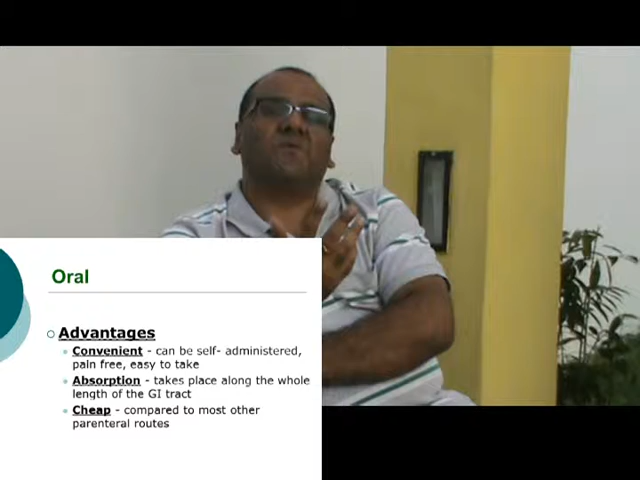 Oral
Advantages
Convenient - can be self- administered,
pain free, easy to take
Absorption - takes place along the whole
length of the GI tract
Cheap - compared to most other
parenteral routes